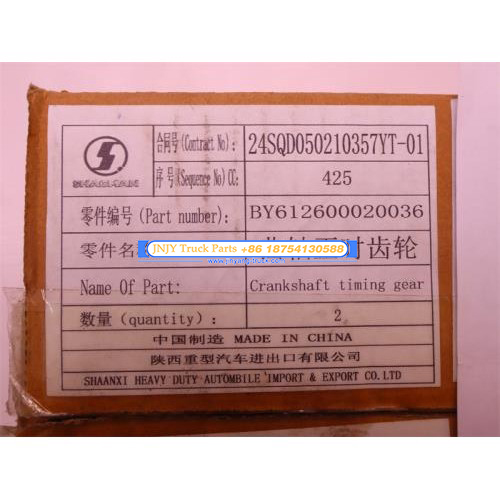 合同号(Contract No): 24SQD050210357YT-01
SHACMAN 序号(Sequence No)CC: 425
零件编号(Part number): BY612600020036
零件名 齿轮
JNJY Truck Parts +86 18754130588
Name Of Part: Crankshaft timing gear
数量(quantity): 2
中国制造 MADE IN CHINA
陕西重型汽车进出口有限公司
SHAANXI HEAVY DUTY AUTOMBILE IMPORT & EXPORT CO.LTD